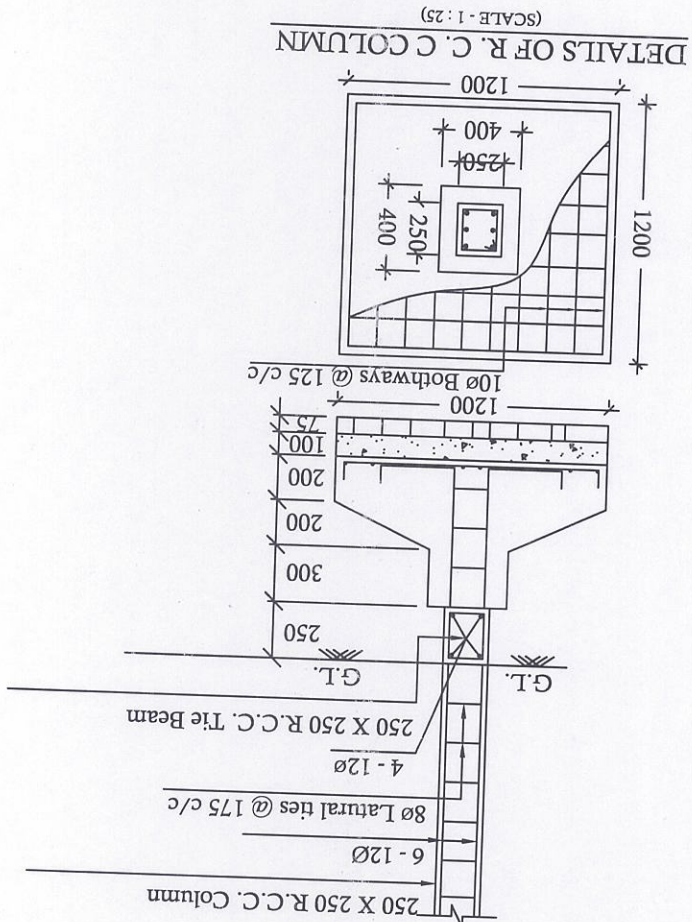 250 X 250 R.C.C. Column
6 - 12Ø
8ø Latural ties @ 175 c/c
4 - 12ø
250 X 250 R.C.C. Tie Beam
G.L.
G.L.
250
300
200
200
100
75
1200
10ø Bothways @ 125 c/c
1200
250
400
250
400
1200
DETAILS OF R. C. C COLUMN
(SCALE - 1 : 25)